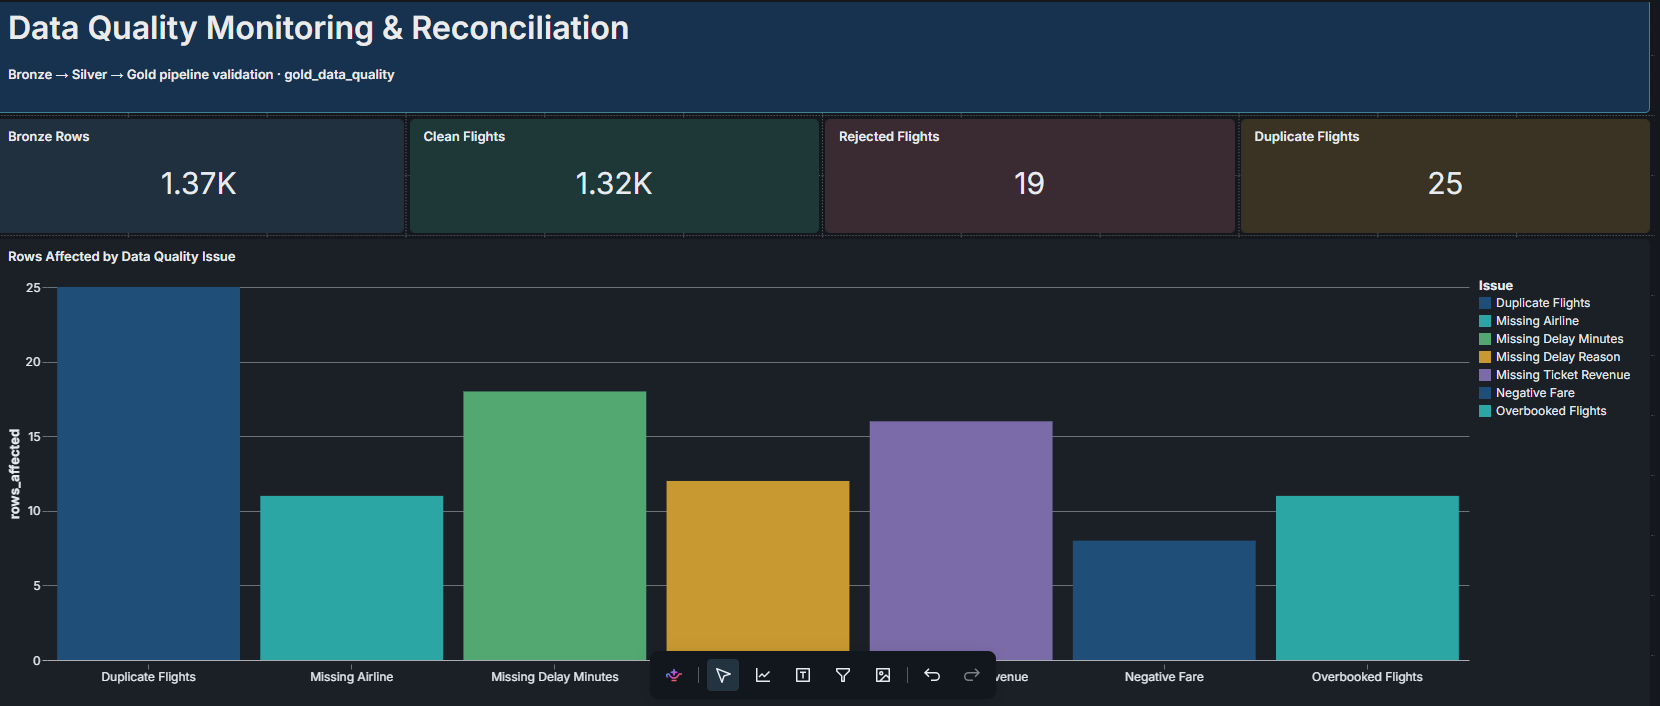 Data Quality Monitoring & Reconciliation
Bronze → Silver → Gold pipeline validation · gold_data_quality
Bronze Rows
1.37K
Clean Flights
1.32K
Rejected Flights
19
Duplicate Flights
25
Rows Affected by Data Quality Issue
25
20
15
10
5
0
rows_affected
Duplicate Flights
Missing Airline
Missing Delay Minutes
venue
Negative Fare
Overbooked Flights
Issue
Duplicate Flights
Missing Airline
Missing Delay Minutes
Missing Delay Reason
Missing Ticket Revenue
Negative Fare
Overbooked Flights